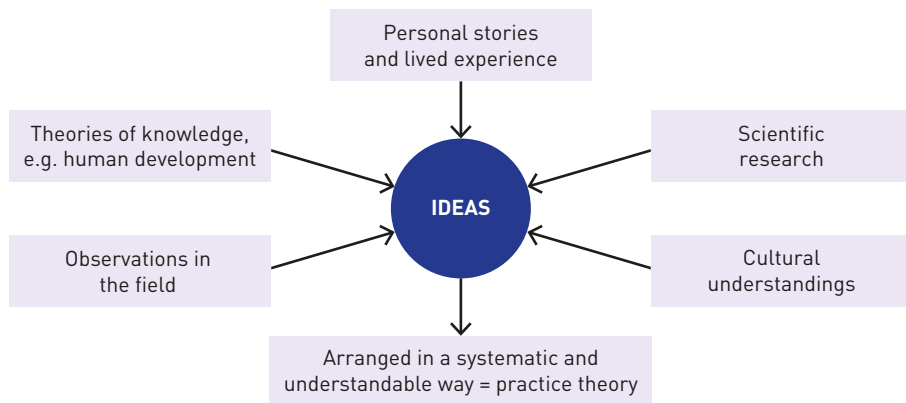 Personal stories
and lived experience
Theories of knowledge,
e.g. human development
Scientific
research
IDEAS
Observations in
the field
Cultural
understandings
Arranged in a systematic and
understandable way = practice theory